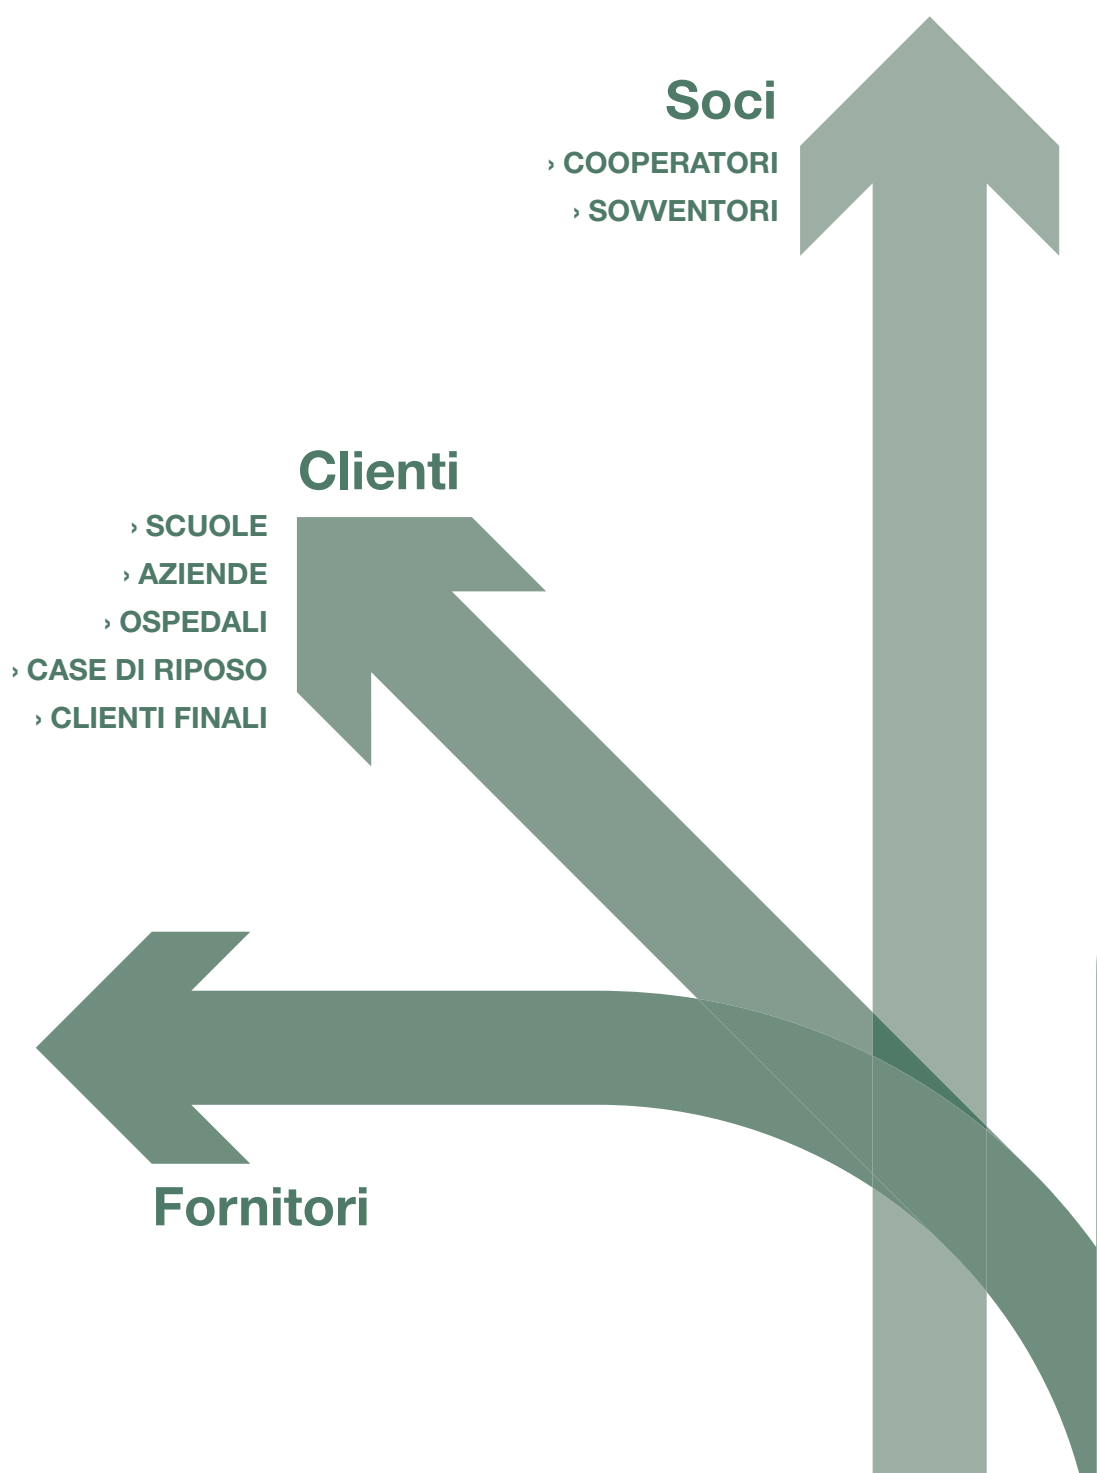 Soci
› COOPERATORI
› SOVVENTORI
Clienti
› SCUOLE
› AZIENDE
› OSPEDALI
› CASE DI RIPOSO
› CLIENTI FINALI
Fornitori